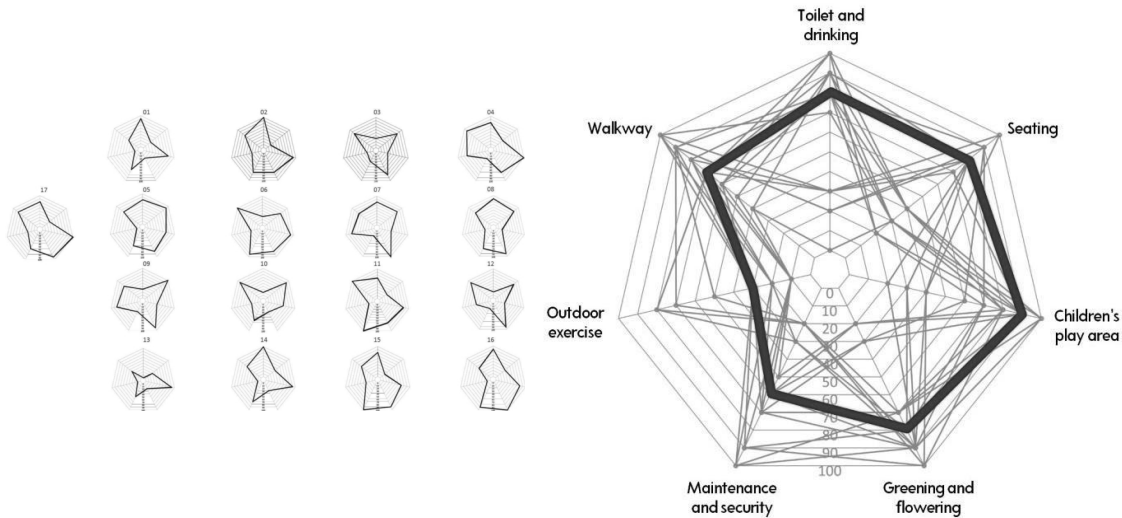 01
02
03
04
17
05
06
07
08
09
10
11
12
13
14
15
16
Toilet and
drinking
Walkway
Seating
Outdoor
exercise
Children's
play area
0
10
20
30
40
50
60
70
80
90
100
Maintenance
and security
Greening and
flowering